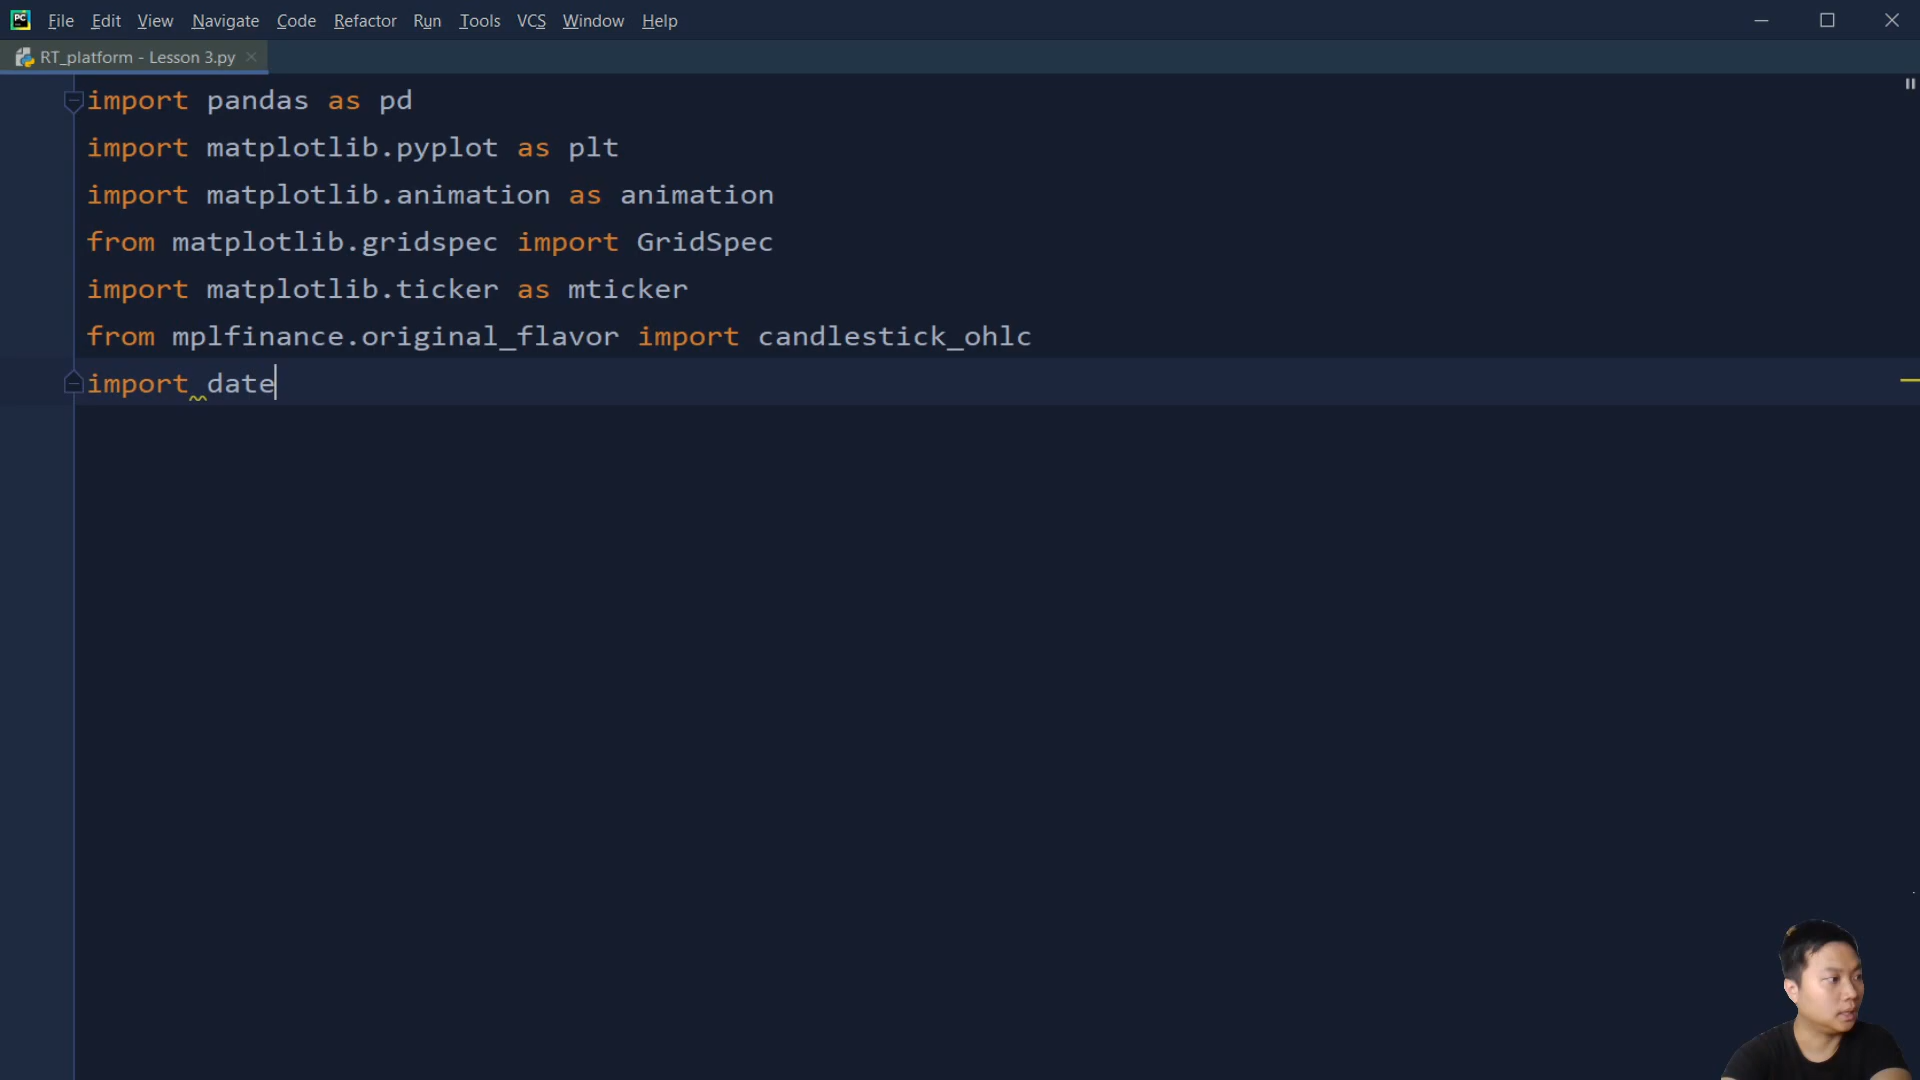 PC File Edit View Navigate Code Refactor Run Tools VCS Window Help
RT_platform - Lesson 3.py
import pandas as pd
import matplotlib.pyplot as plt
import matplotlib.animation as animation
from matplotlib.gridspec import GridSpec
import matplotlib.ticker as mticker
from mplfinance.original_flavor import candlestick_ohlc
import date